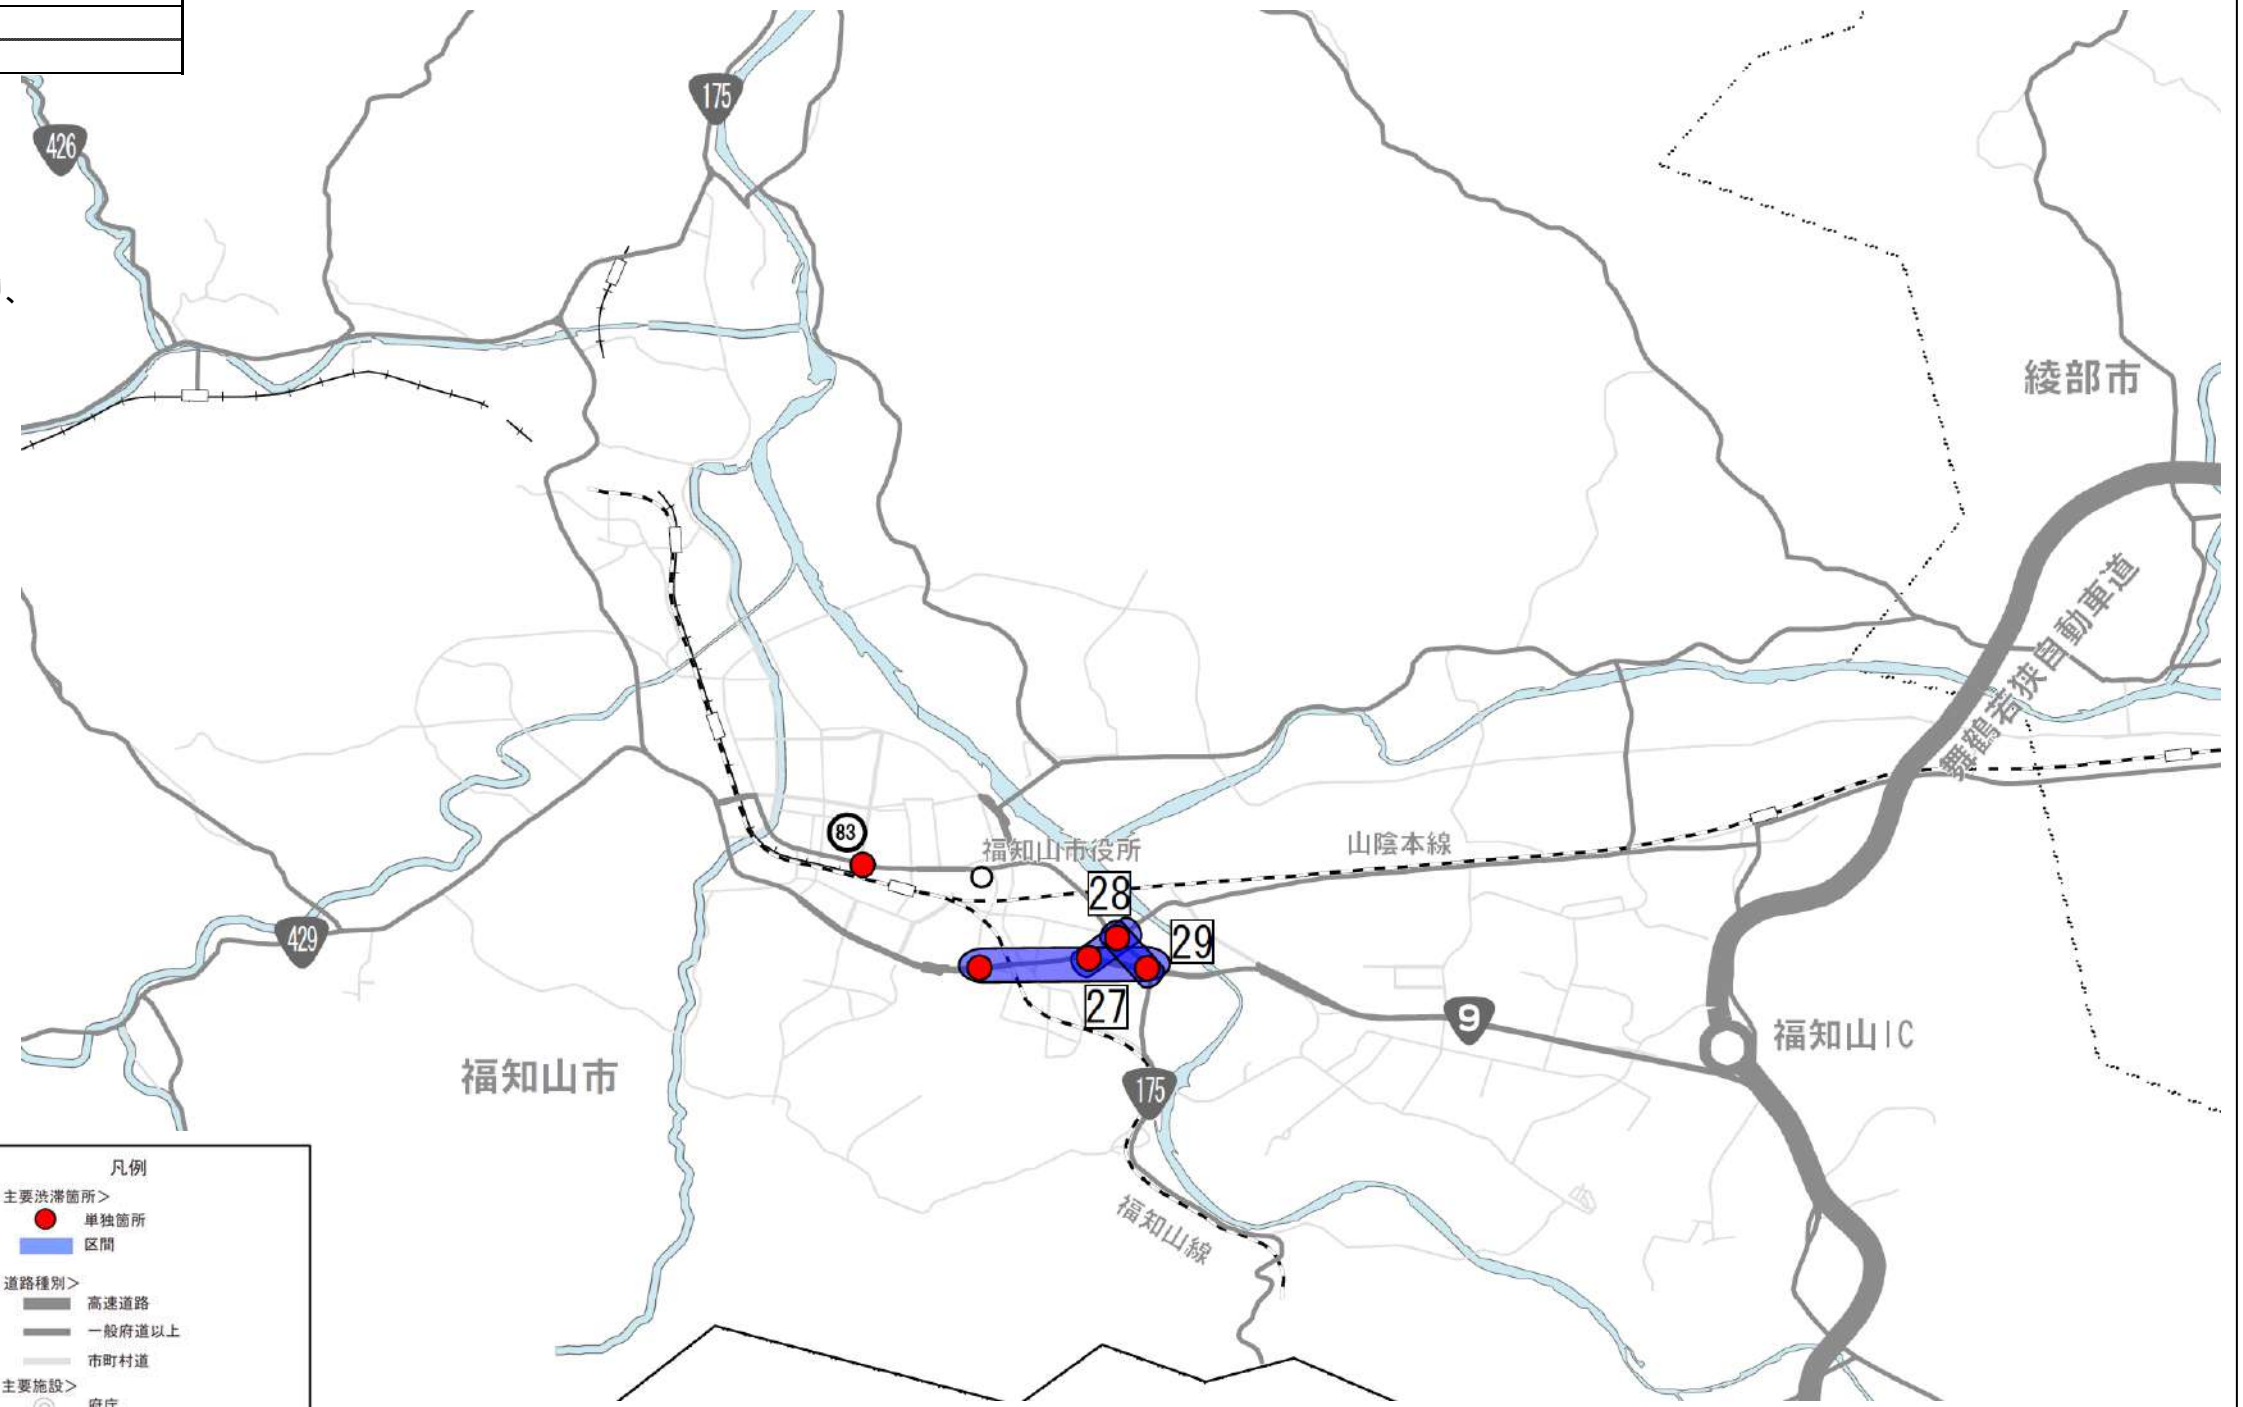 175
426
綾部市
舞鶴若狭自動車道
83
福知山市役所
山陰本線
28
429
29
27
9
福知山IC
福知山市
175
福知山線
凡例
主要渋滞箇所>
単独箇所
区間
道路種別>
高速道路
一般府道以上
市町村道
主要施設>
府庁